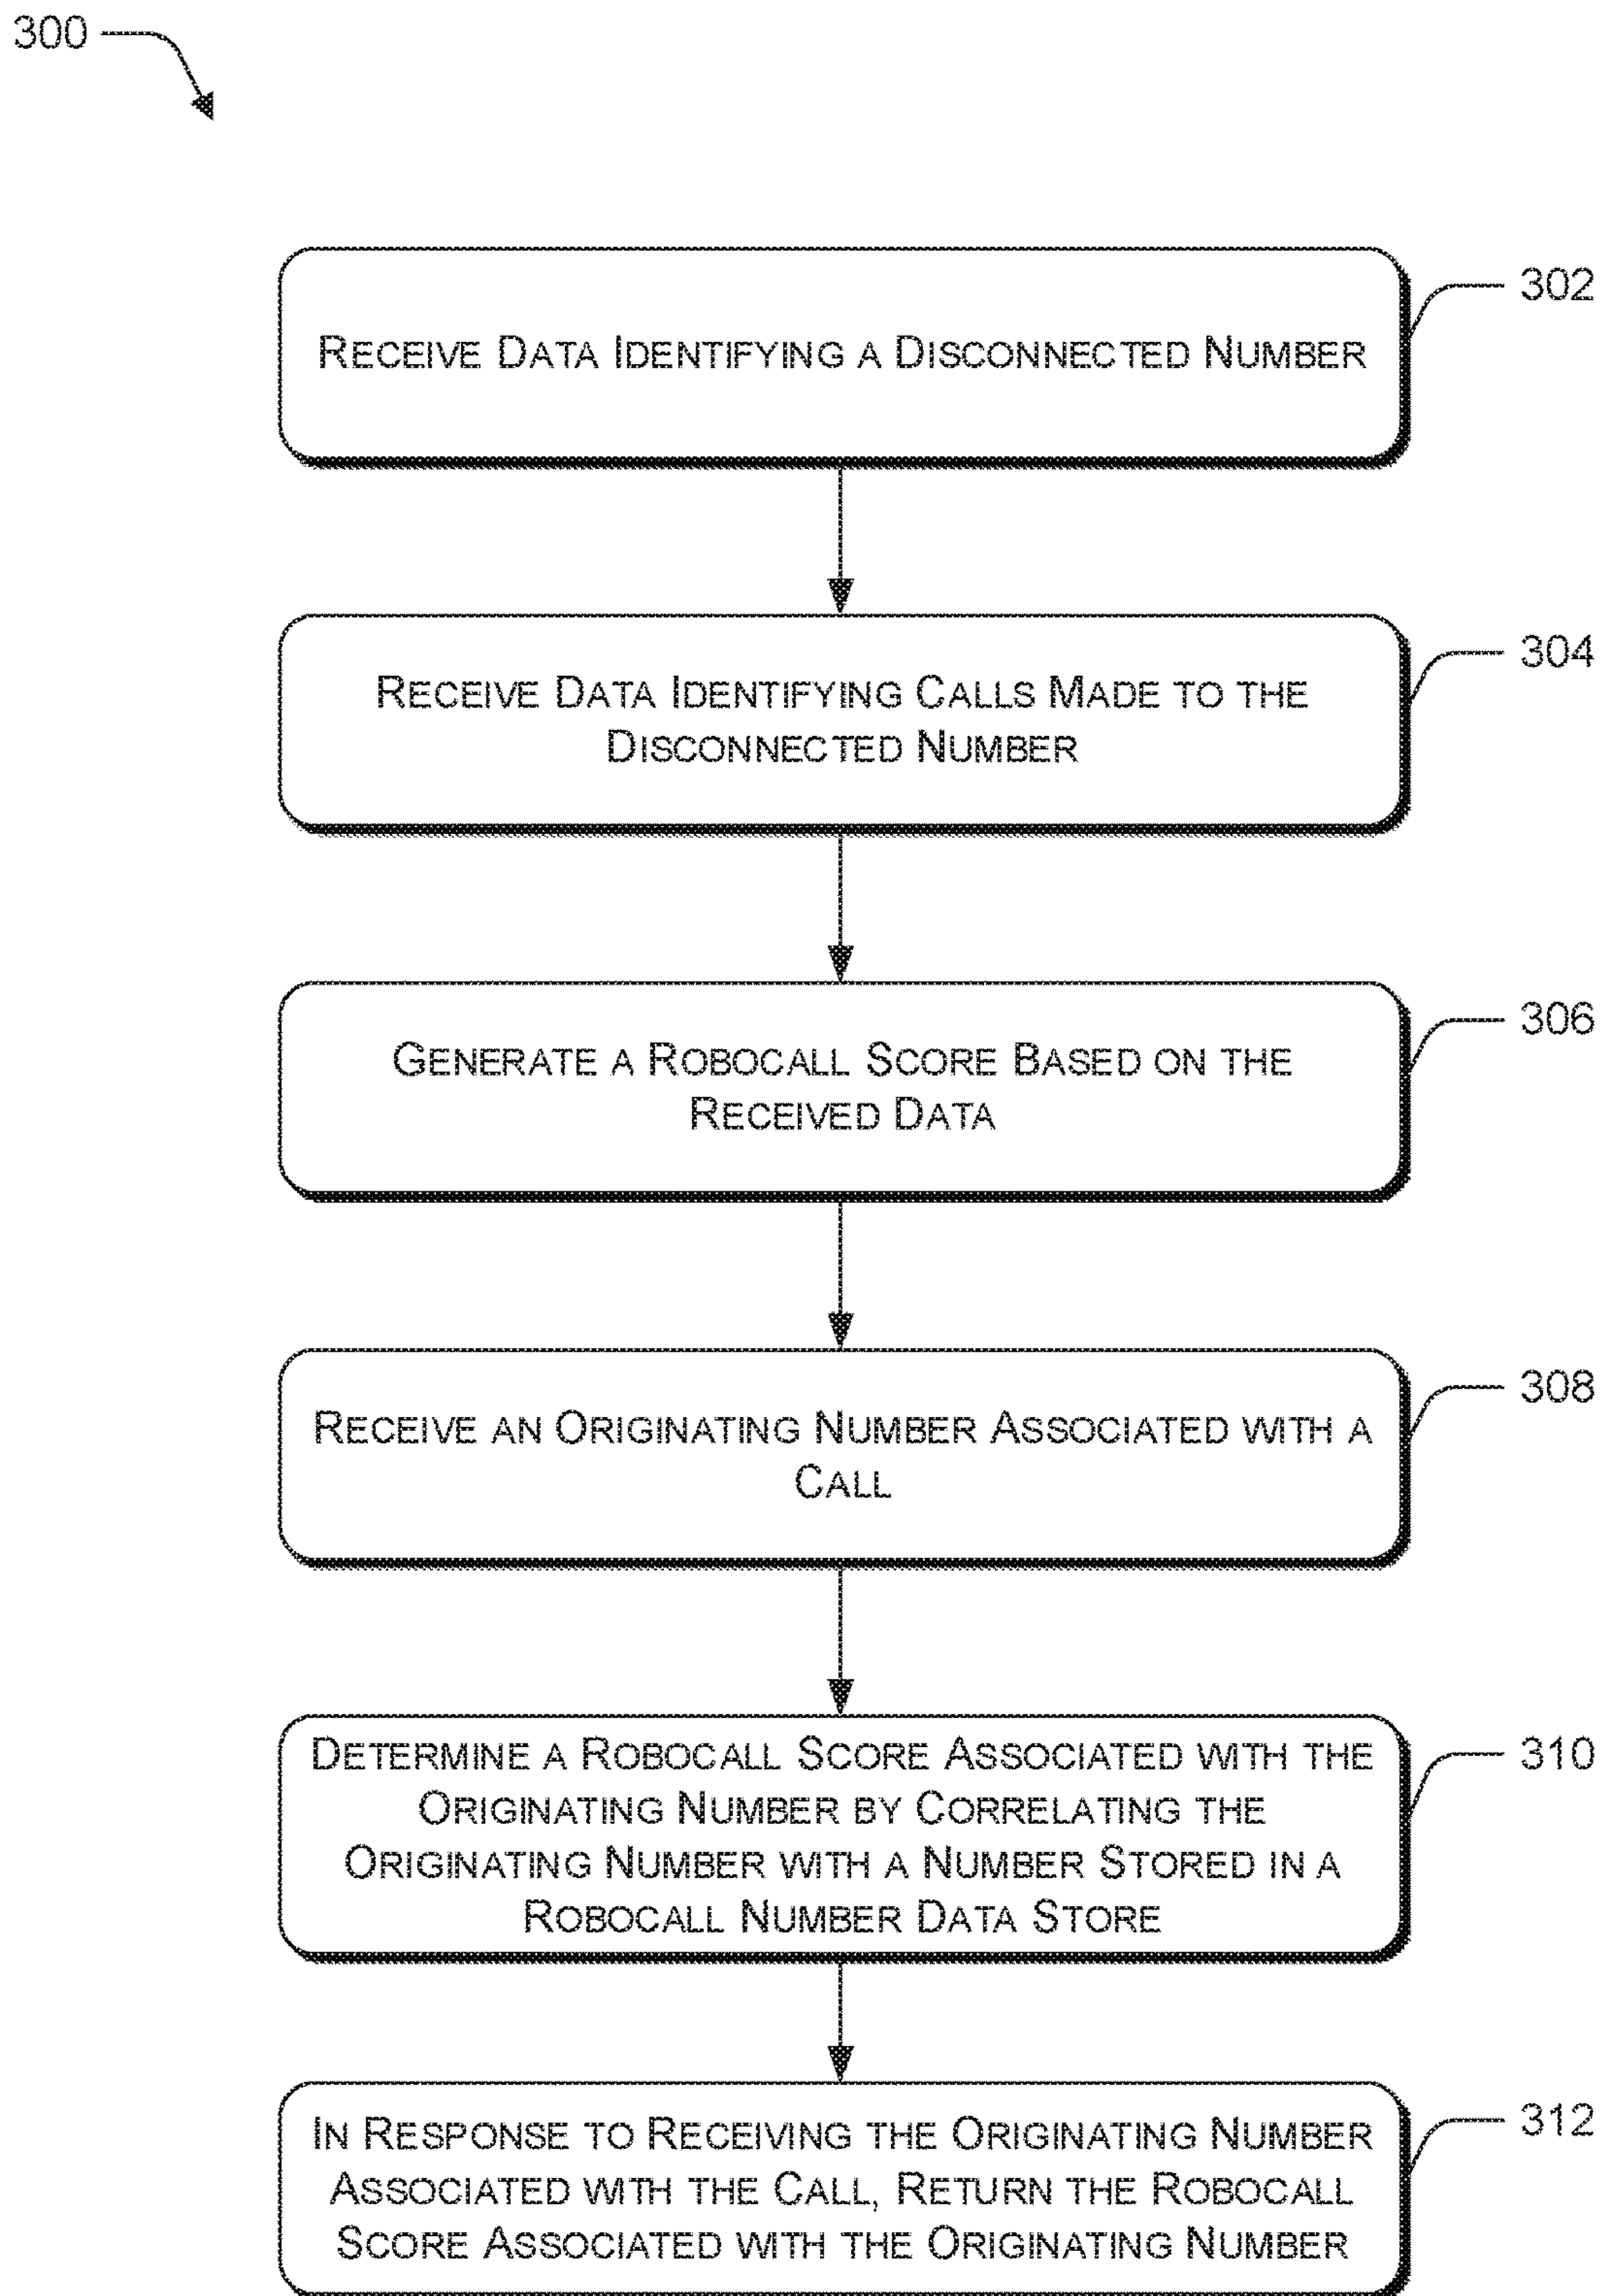 300
RECEIVE DATA IDENTIFYING A DISCONNECTED NUMBER
302
RECEIVE DATA IDENTIFYING CALLS MADE TO THE
DISCONNECTED NUMBER
304
GENERATE A ROBOCALL SCORE BASED ON THE
RECEIVED DATA
306
RECEIVE AN ORIGINATING NUMBER ASSOCIATED WITH A
CALL
308
DETERMINE A ROBOCALL SCORE ASSOCIATED WITH THE
ORIGINATING NUMBER BY CORRELATING THE
ORIGINATING NUMBER WITH A NUMBER STORED IN A
ROBOCALL NUMBER DATA STORE
310
IN RESPONSE TO RECEIVING THE ORIGINATING NUMBER
ASSOCIATED WITH THE CALL, RETURN THE ROBOCALL
SCORE ASSOCIATED WITH THE ORIGINATING NUMBER
312